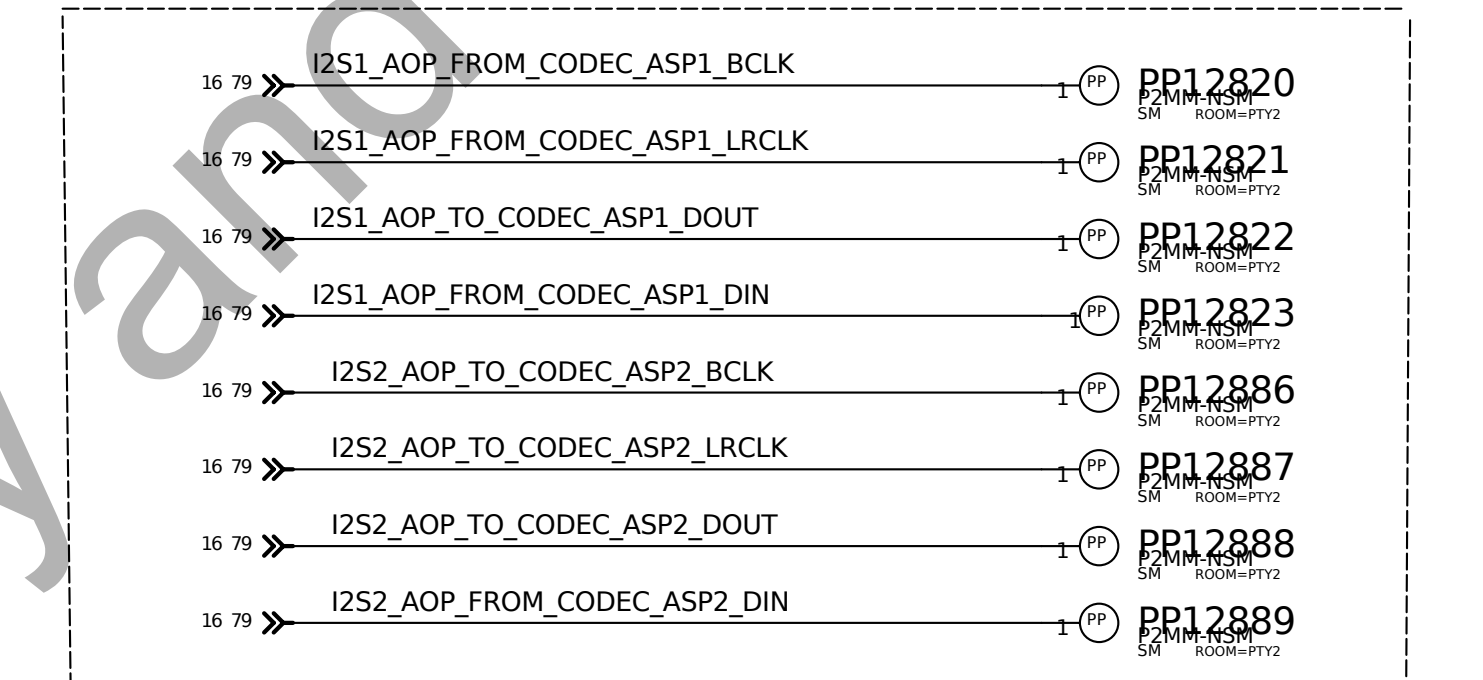 I2S1_AOP_FROM_CODEC_ASP1_BCLK
16 79 1 PP PP12820
P2MM-NSM
SM ROOM=PTY2
I2S1_AOP_FROM_CODEC_ASP1_LRCLK
16 79 1 PP PP12821
P2MM-NSM
SM ROOM=PTY2
I2S1_AOP_TO_CODEC_ASP1_DOUT
16 79 1 PP PP12822
P2MM-NSM
SM ROOM=PTY2
I2S1_AOP_FROM_CODEC_ASP1_DIN
16 79 1 PP PP12823
P2MM-NSM
SM ROOM=PTY2
I2S2_AOP_TO_CODEC_ASP2_BCLK
16 79 1 PP PP12886
P2MM-NSM
SM ROOM=PTY2
I2S2_AOP_TO_CODEC_ASP2_LRCLK
16 79 1 PP PP12887
P2MM-NSM
SM ROOM=PTY2
I2S2_AOP_TO_CODEC_ASP2_DOUT
16 79 1 PP PP12888
P2MM-NSM
SM ROOM=PTY2
I2S2_AOP_FROM_CODEC_ASP2_DIN
16 79 1 PP PP12889
P2MM-NSM
SM ROOM=PTY2
y and